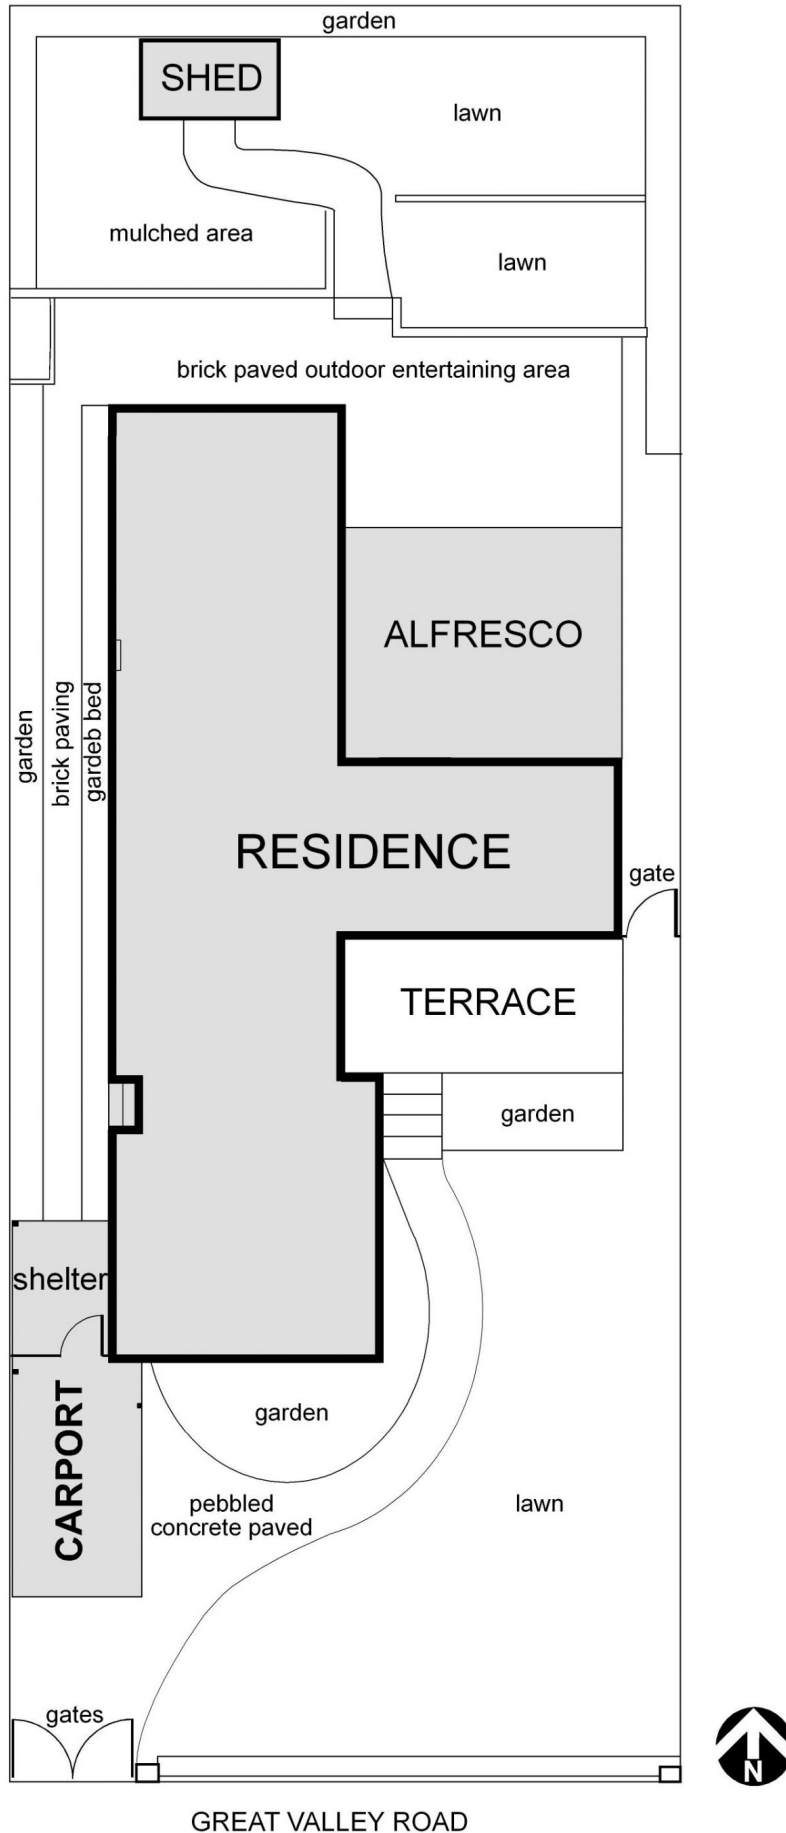 garden
SHED
lawn
mulched area
lawn
brick paved outdoor entertaining area
ALFRESCO
garden
brick paving
gardeb bed
RESIDENCE
gate
TERRACE
garden
shelter
CARPORT
garden
pebbled
concrete paved
lawn
gates
N
GREAT VALLEY ROAD